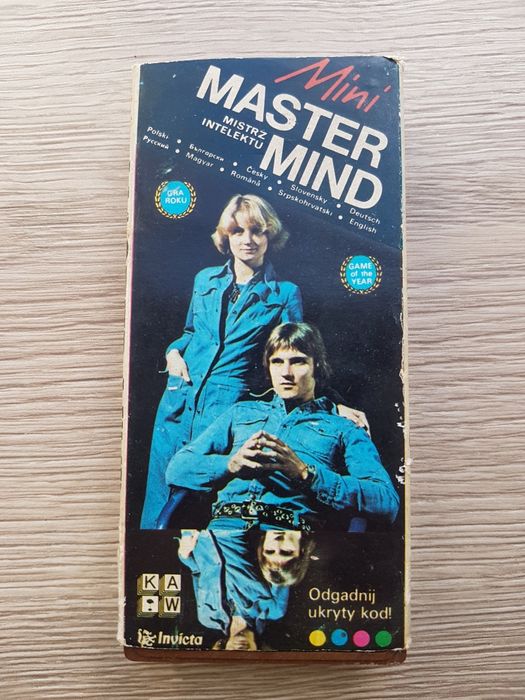 Mini
MASTER
MISTRZ
INTELEKTU
MIND
Polski • Български • Česky • Slovensky • Deutsch
Русский • Magyar • Română • Srpskohrvatski • English
GRA
ROKU
GAME
of the
YEAR
KA
W
Invicta
Odgadnij
ukryty kod!